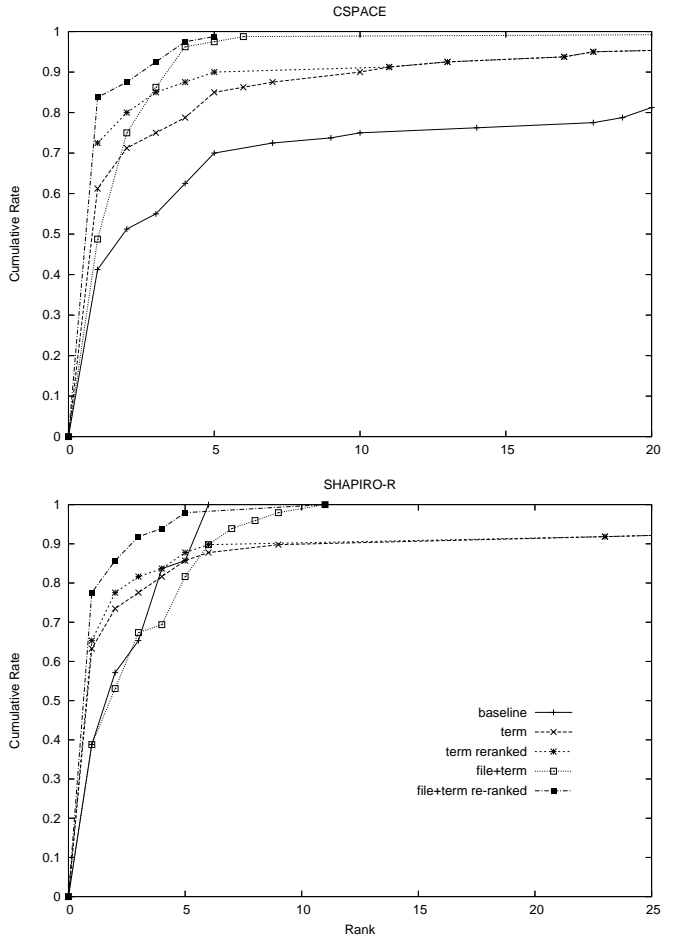 CSPACE
1
0.9
0.8
0.7
0.6
0.5
0.4
0.3
0.2
0.1
0
Cumulative Rate
0 5 10 15 20
SHAPIRO-R
1
0.9
0.8
0.7
0.6
0.5
0.4
0.3
0.2
0.1
0
Cumulative Rate
baseline
term
term reranked
file+term
file+term re-ranked
0 5 10 15 20 25
Rank